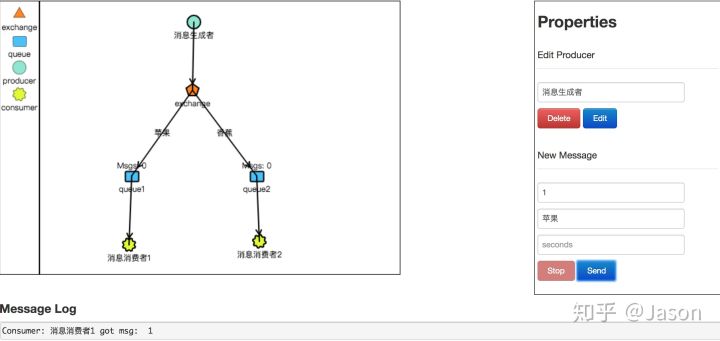 exchange
queue
producer
consumer
消息生成者
exchange
苹果
香蕉
Msgs: 0
Msgs: 0
queue1
queue2
消息消费者1
消息消费者2
Properties
Edit Producer
消息生成者
Delete
Edit
New Message
1
苹果
seconds
Stop
Send
Message Log
Consumer: 消息消费者1 got msg: 1
知乎 @Jason